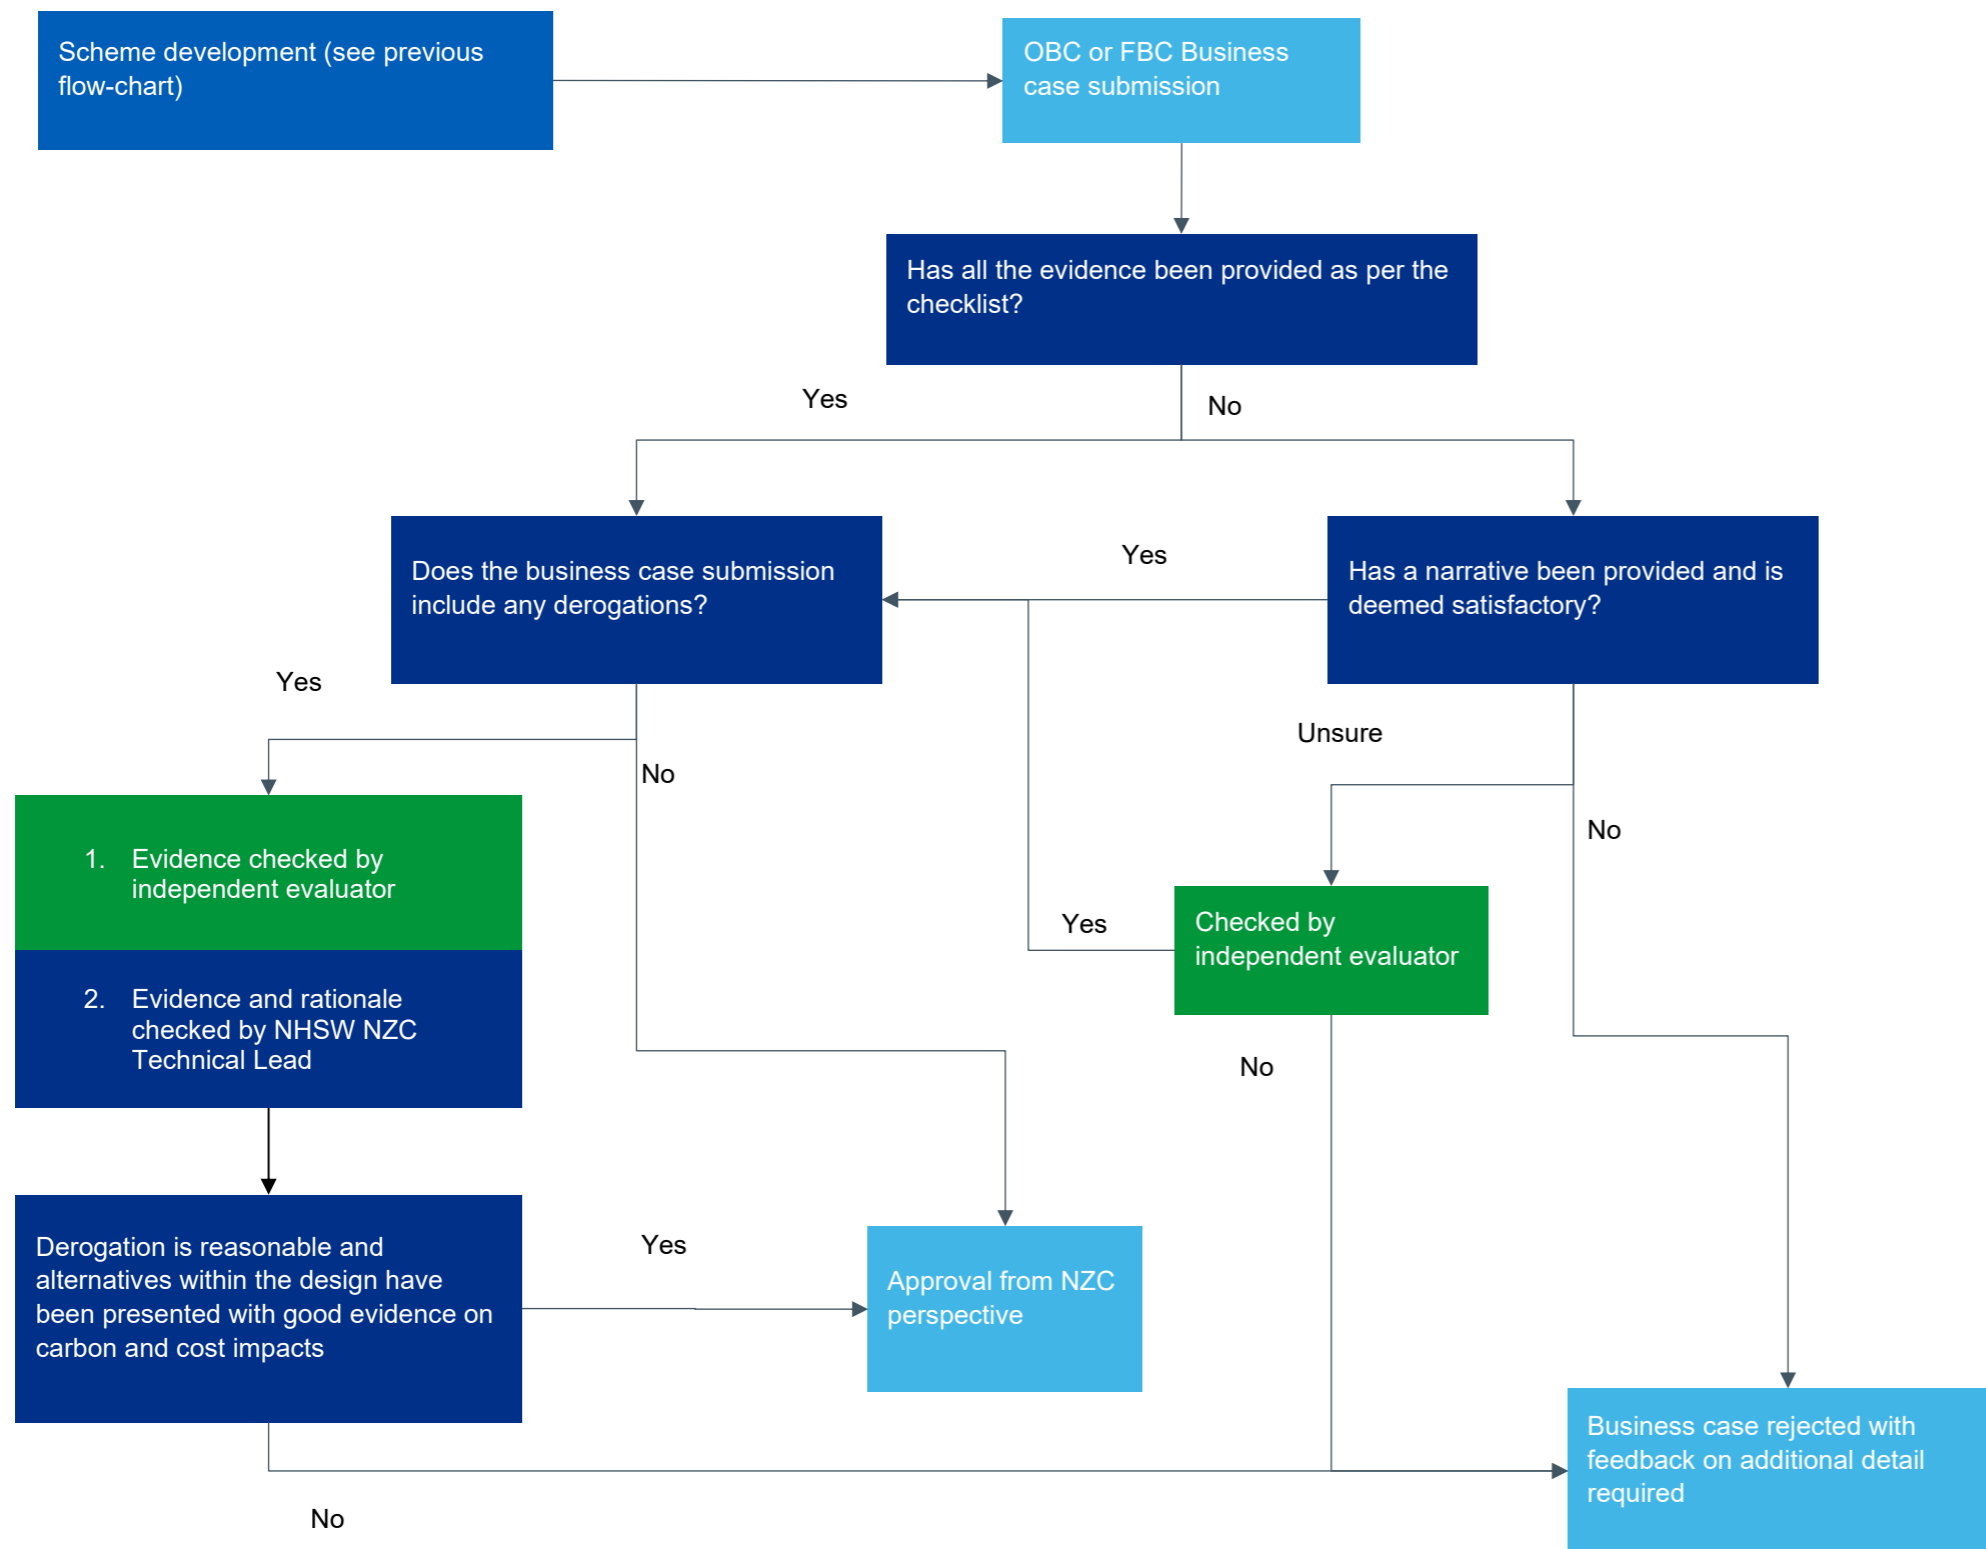 Scheme development (see previous
flow-chart)
OBC or FBC Business
case submission
Has all the evidence been provided as per the
checklist?
Yes
No
Does the business case submission
include any derogations?
Yes
Has a narrative been provided and is
deemed satisfactory?
Yes
No
Unsure
No
1. Evidence checked by
independent evaluator
2. Evidence and rationale
checked by NHSW NZC
Technical Lead
Yes
Checked by
independent evaluator
No
Derogation is reasonable and
alternatives within the design have
been presented with good evidence on
carbon and cost impacts
Yes
Approval from NZC
perspective
No
Business case rejected with
feedback on additional detail
required